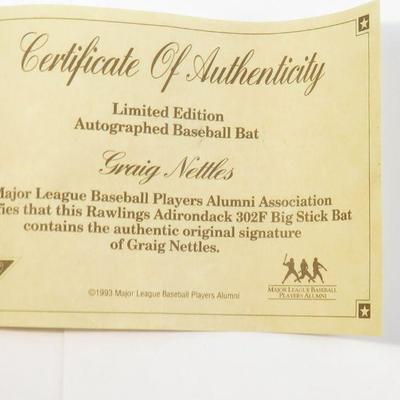 Certificate Of Authenticity
Limited Edition
Autographed Baseball Bat
Graig Nettles
Major League Baseball Players Alumni Association
fies that this Rawlings Adirondack 302F Big Stick Bat
contains the authentic original signature
of Graig Nettles.
MAJOR LEAGUE BASEBALL
PLAYERS ALUMNI
©1993 Major League Baseball Players Alumni